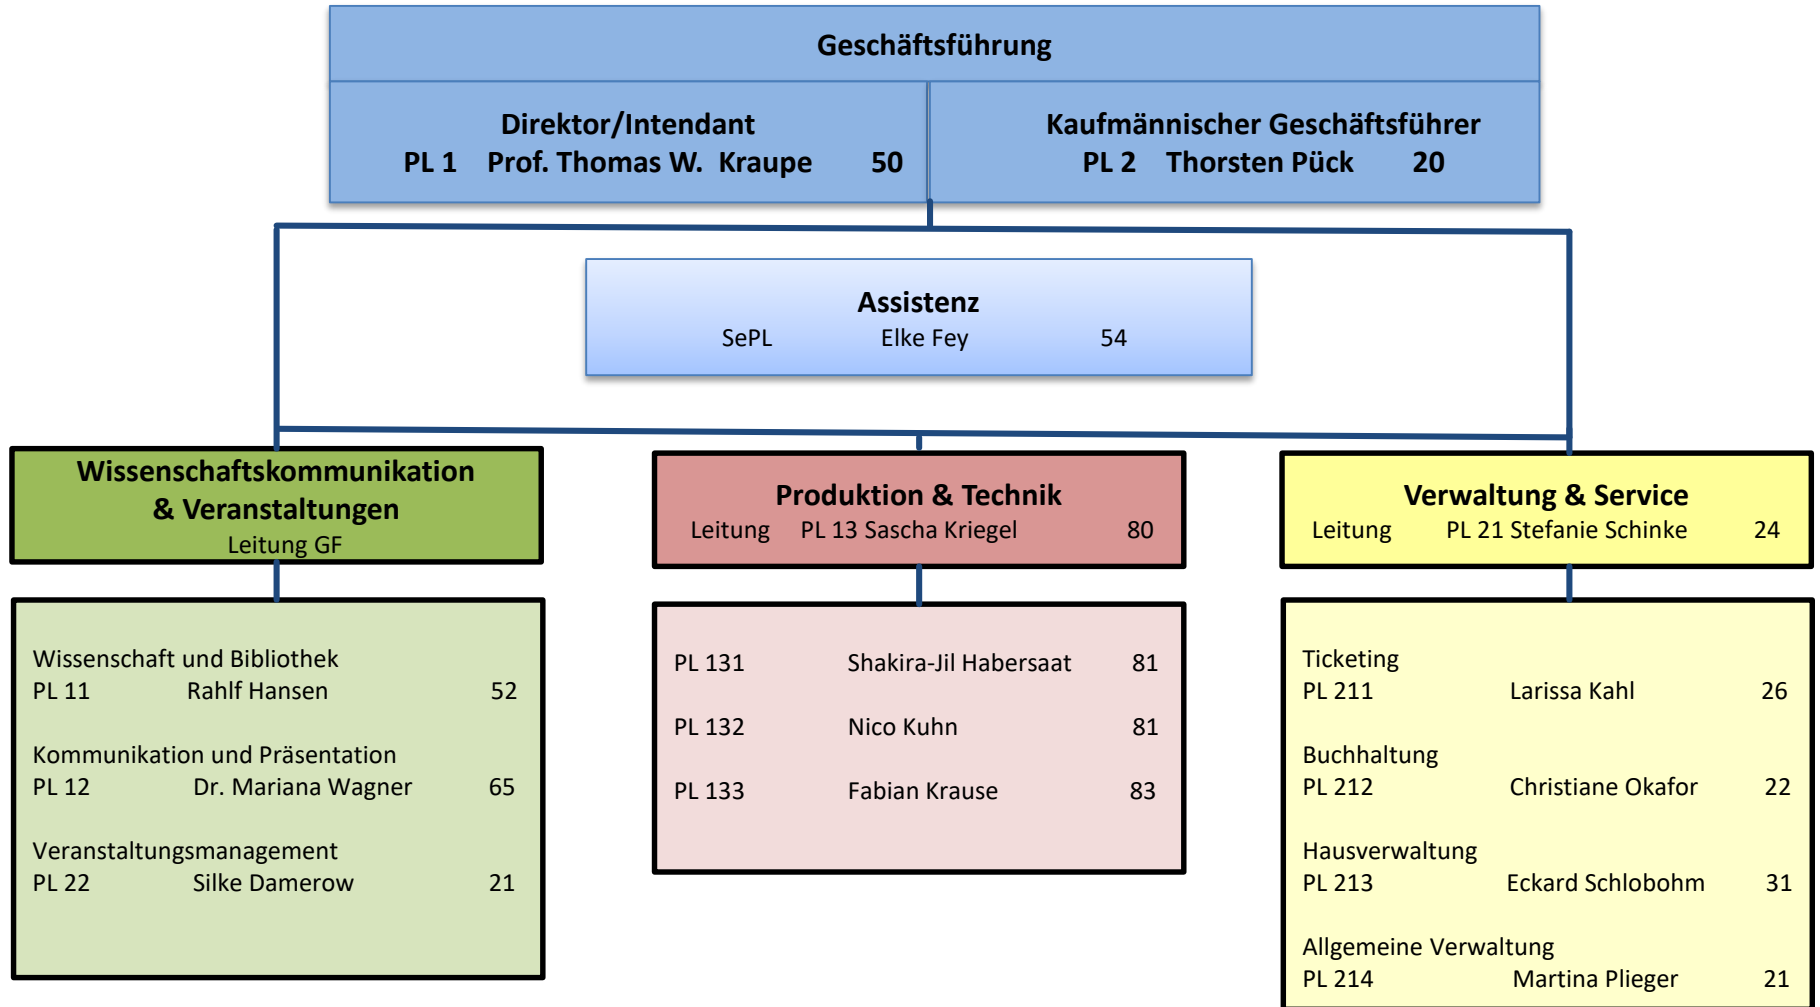 Geschäftsführung
Direktor/Intendant
PL 1 Prof. Thomas W. Kraupe 50
Kaufmännischer Geschäftsführer
PL 2 Thorsten Pück 20
Assistenz
SePL Elke Fey 54
Wissenschaftskommunikation
& Veranstaltungen
Leitung GF
Wissenschaft und Bibliothek
PL 11 Rahlf Hansen 52
Kommunikation und Präsentation
PL 12 Dr. Mariana Wagner 65
Veranstaltungsmanagement
PL 22 Silke Damerow 21
Produktion & Technik
Leitung PL 13 Sascha Kriegel 80
PL 131 Shakira-Jil Habersaat 81
PL 132 Nico Kuhn 81
PL 133 Fabian Krause 83
Verwaltung & Service
Leitung PL 21 Stefanie Schinke 24
Ticketing
PL 211 Larissa Kahl 26
Buchhaltung
PL 212 Christiane Okafor 22
Hausverwaltung
PL 213 Eckard Schlobohm 31
Allgemeine Verwaltung
PL 214 Martina Plieger 21